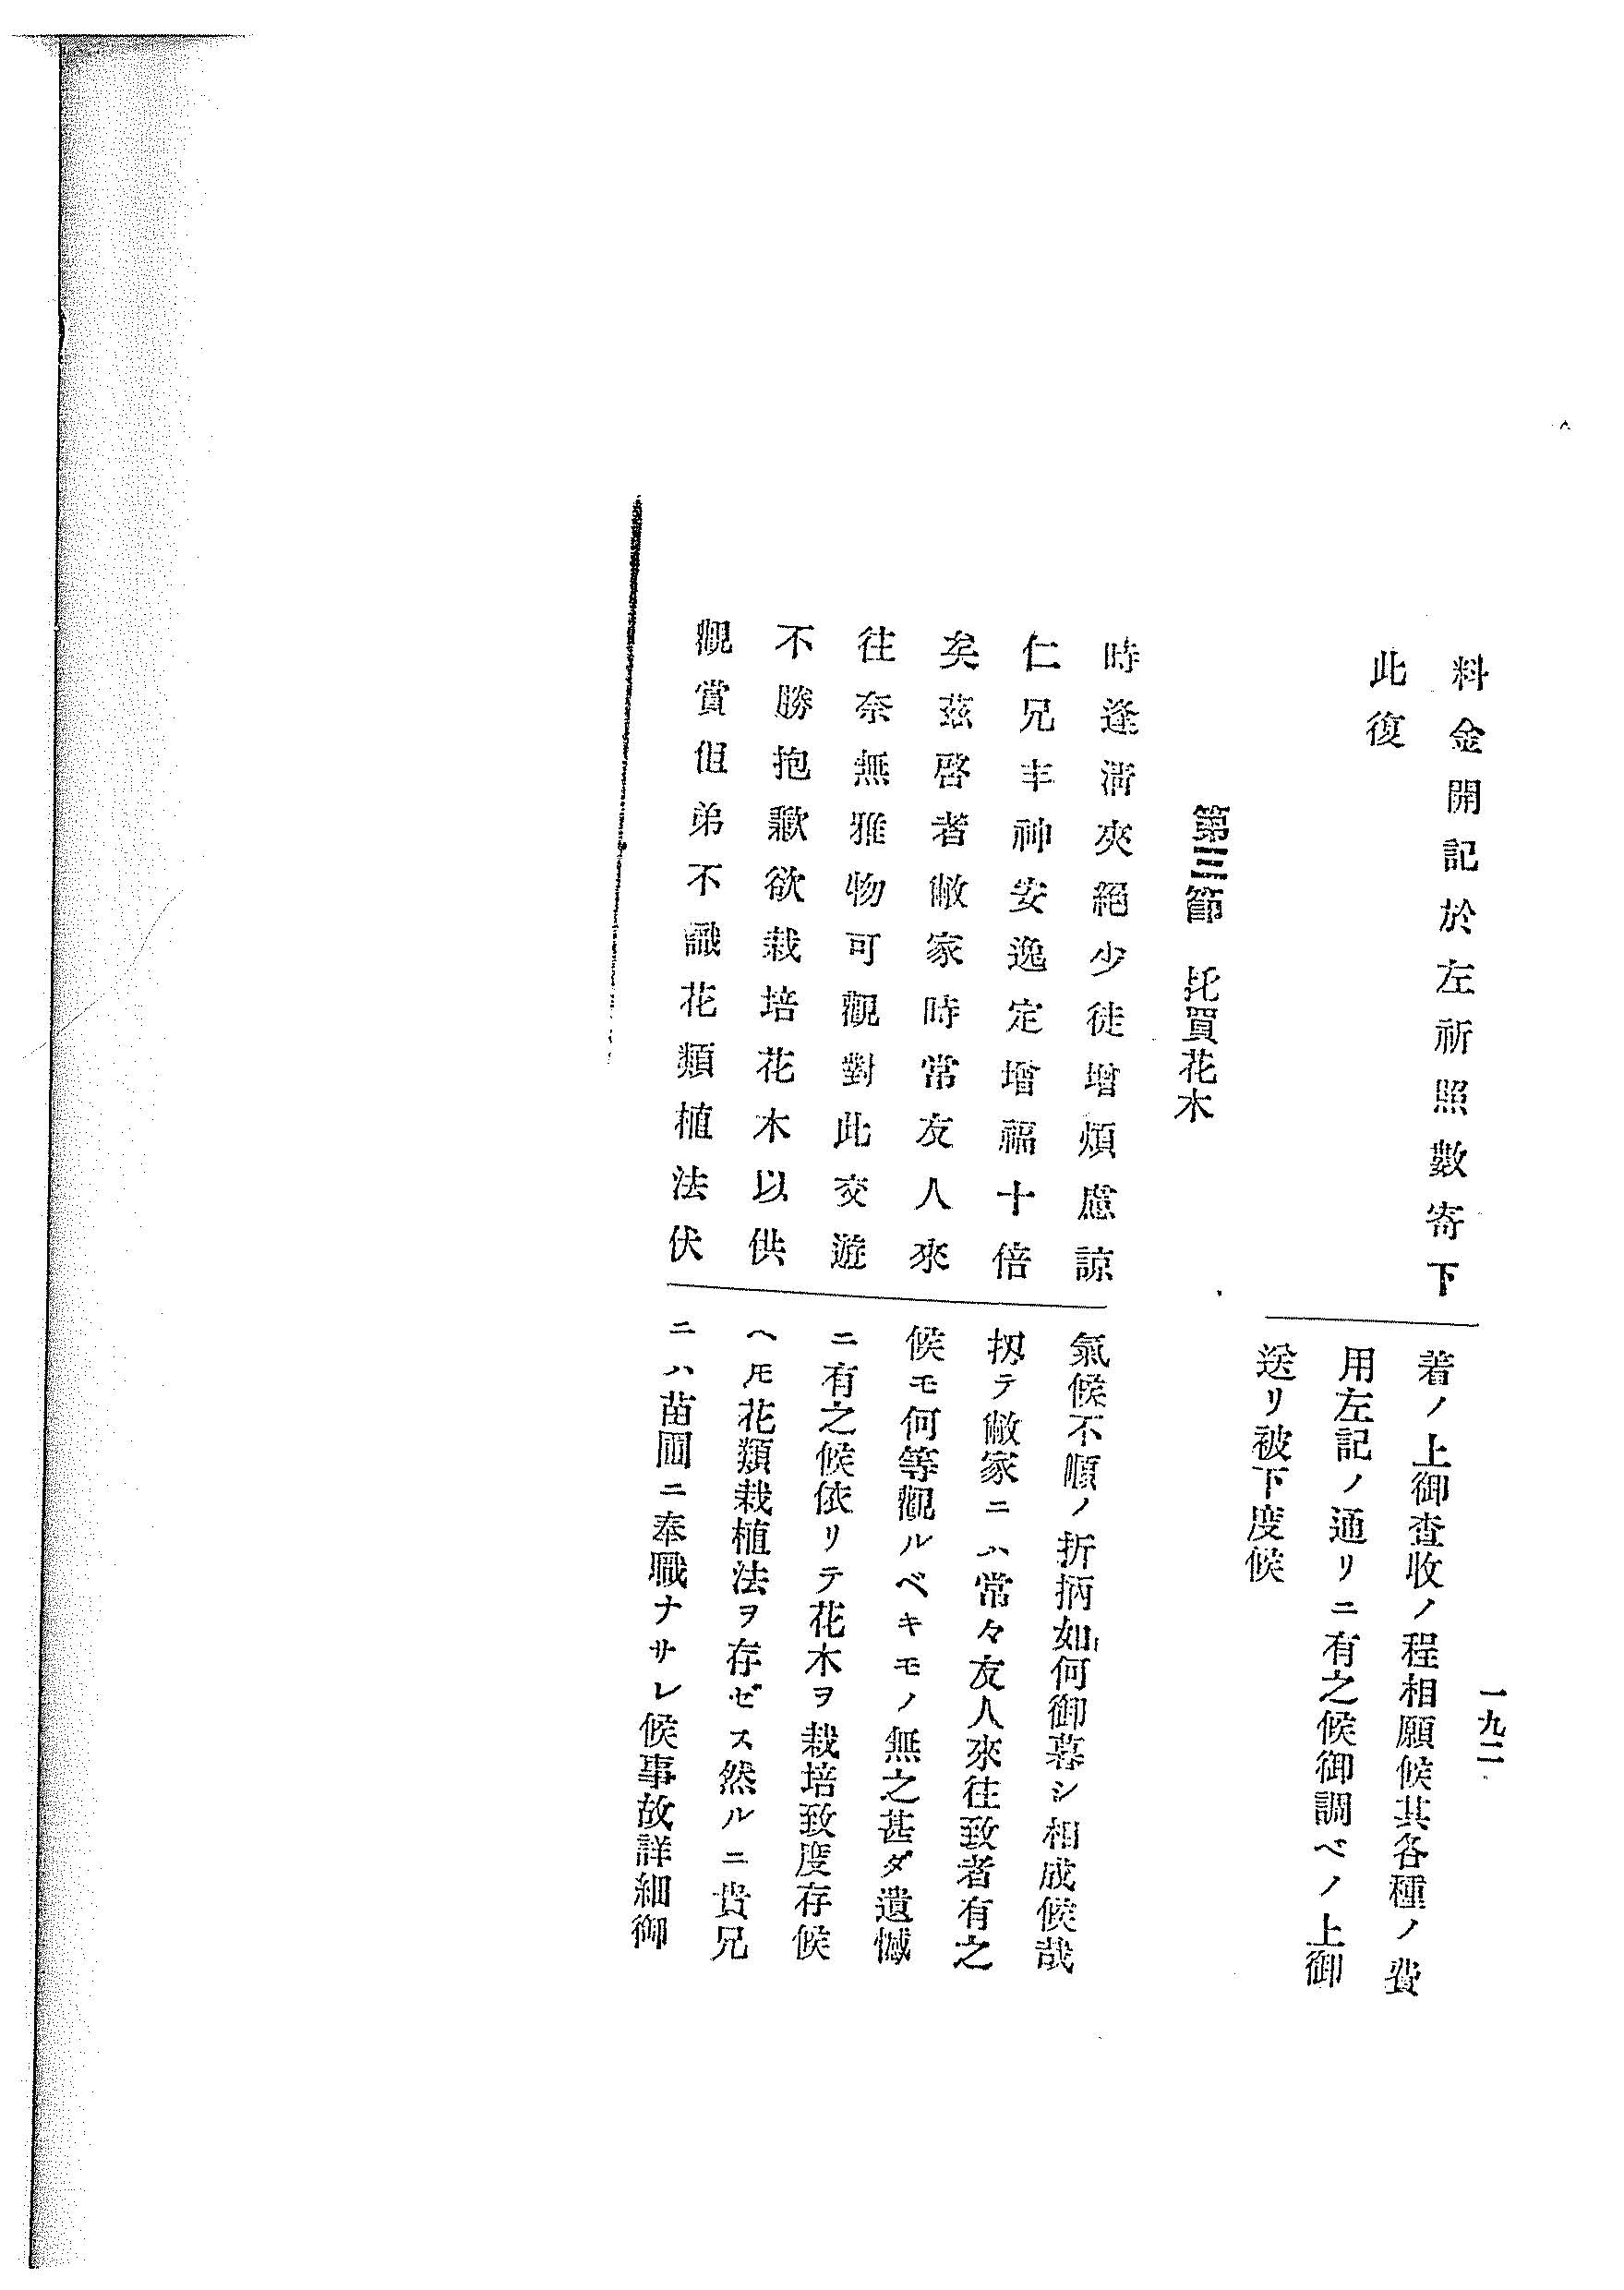 一九二
料金開記於左祈照數寄下
此復
着ノ上御査收ノ程相願候其各種ノ費
用左記ノ通リニ有之候御調ベノ上御
送リ被下度候
第三節　托買花木
時逢清爽絕少徒增煩慮諒
仁兄丰神安逸定增福十倍
矣茲啓者敝家時常友人來
往奈無雅物可觀對此交遊
不勝抱歉欲栽培花木以供
觀賞但弟不識花類植法伏
氣候不順ノ折柄如何御暮シ相成候哉
扨テ敝家ニハ常々友人來往致者有之
候モ何等觀ルベキモノ無之甚ダ遺憾
ニ有之候依リテ花木ヲ栽培致度存候
ヘ𪜈花類栽植法ヲ存ゼス然ルニ貴兄
ニハ苗圃ニ奉職ナサレ候事故詳細御